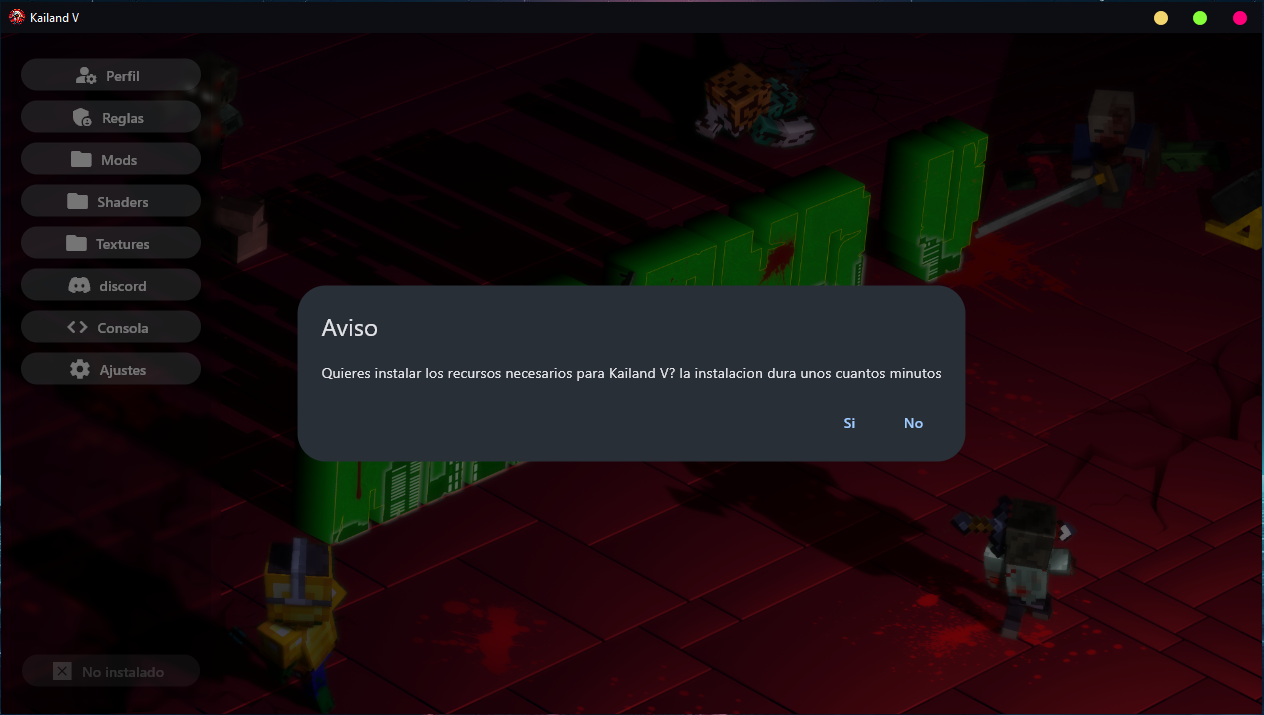 Kailand V
Perfil
Reglas
Mods
Shaders
Textures
discord
Consola
Ajustes
Aviso
Quieres instalar los recursos necesarios para Kailand V? la instalacion dura unos cuantos minutos
Si No
No instalado